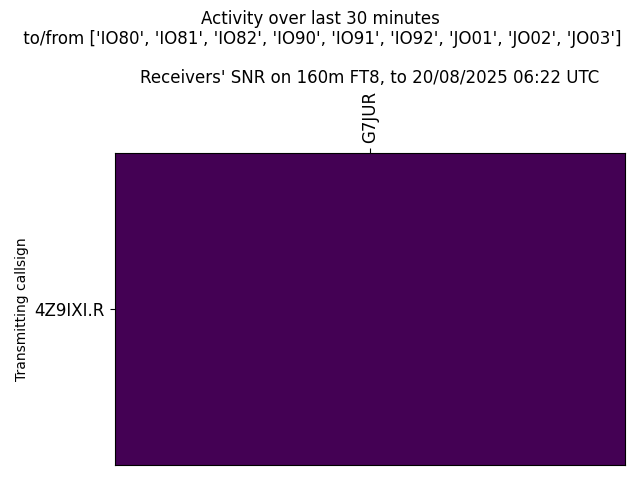 Activity over last 30 minutes
to/from ['IO80', 'IO81', 'IO82', 'IO90', 'IO91', 'IO92', 'JO01', 'JO02', 'JO03']
Receivers' SNR on 160m FT8, to 20/08/2025 06:22 UTC
G7JUR
Transmitting callsign
4Z9IXI.R